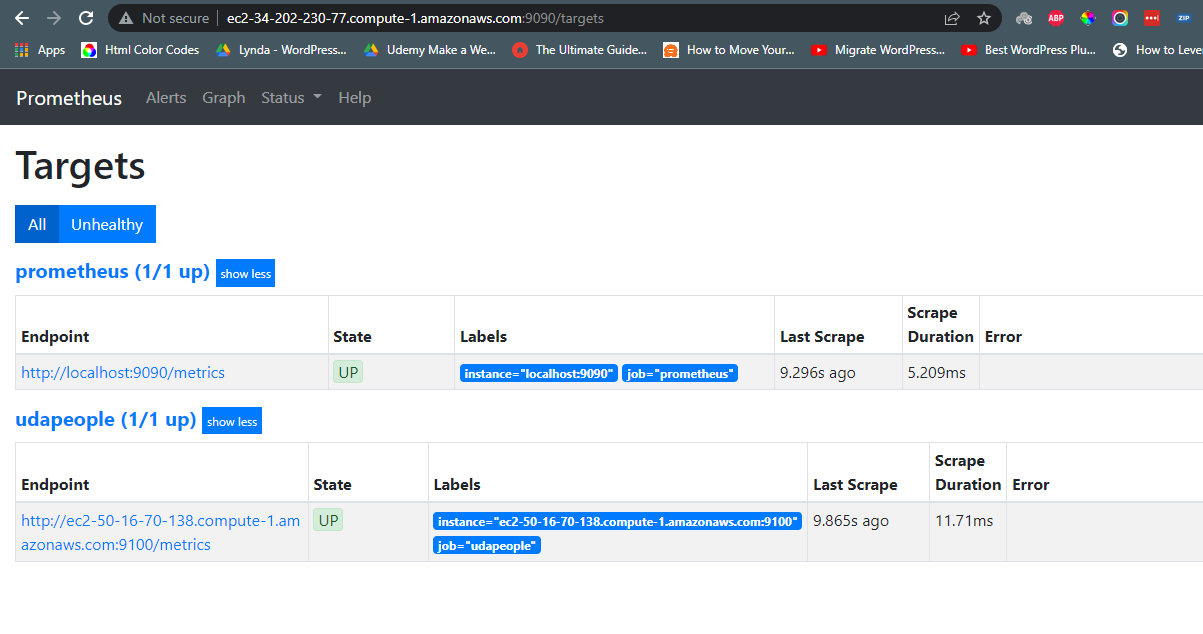 Not secure ec2-34-202-230-77.compute-1.amazonaws.com:9090/targets ABP ZIP
Apps Html Color Codes Lynda - WordPress... Udemy Make a We... The Ultimate Guide... How to Move Your... Migrate WordPress... Best WordPress Plu... How to Lever
Prometheus Alerts Graph Status Help
Targets
All Unhealthy
prometheus (1/1 up) show less
Endpoint State Labels Last Scrape Scrape Duration Error
http://localhost:9090/metrics UP instance="localhost:9090" job="prometheus" 9.296s ago 5.209ms
udapeople (1/1 up) show less
Endpoint State Labels Last Scrape Scrape Duration Error
http://ec2-50-16-70-138.compute-1.am UP instance="ec2-50-16-70-138.compute-1.amazonaws.com:9100" 9.865s ago 11.71ms
azonaws.com:9100/metrics job="udapeople"